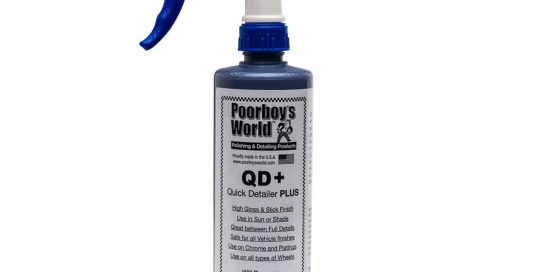 Poorboy's
World™
Polishing & Detailing Products
Proudly made in the U.S.A.
www.poorboysworld.com
QD+
Quick Detailer PLUS
High Gloss & Slick Finish
Use in Sun or Shade
Great between Full Details
Safe for all Vehicle finishes
Use on Chrome and Platings
Use on all types of Wheels